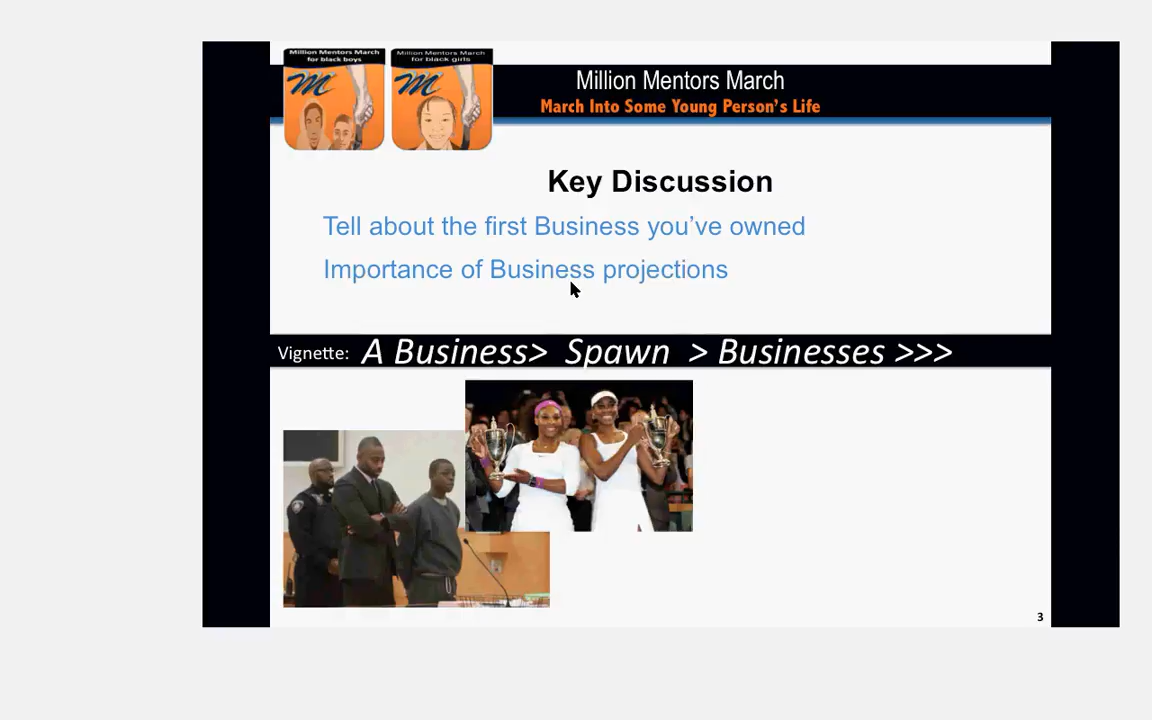 Million Mentors March
for black boys
Million Mentors March
for black girls
M
M
Million Mentors March
March Into Some Young Person's Life
Key Discussion
Tell about the first Business you've owned
Importance of Business projections
Vignette: A Business> Spawn > Businesses >>>
3